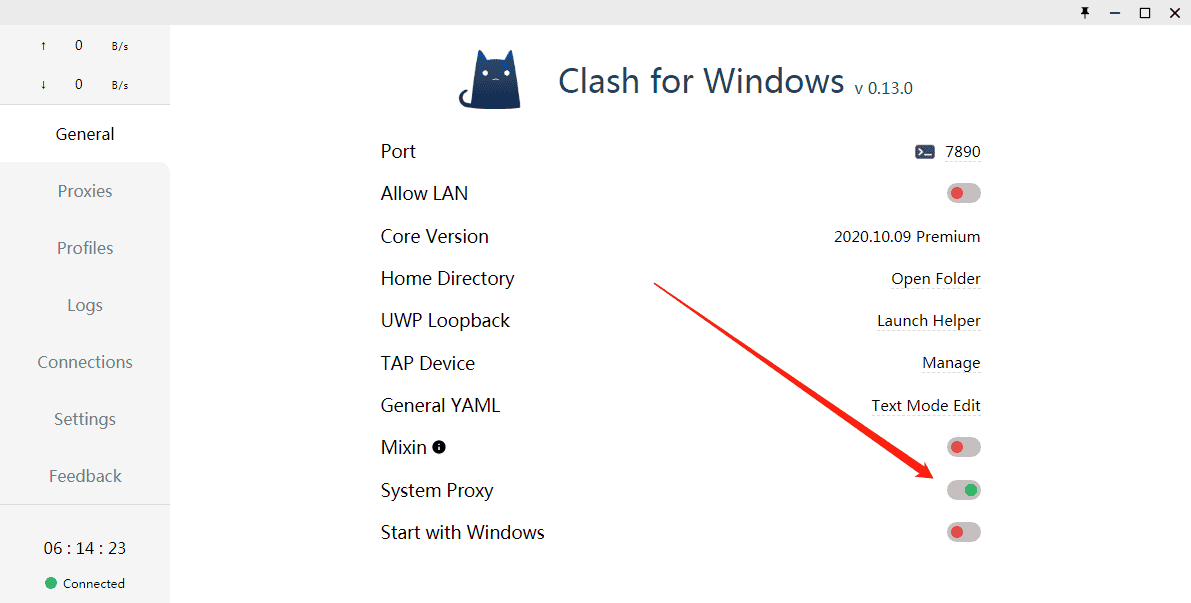 ↑ 0 B/s
↓ 0 B/s
General
Proxies
Profiles
Logs
Connections
Settings
Feedback
06 : 14 : 23
Connected
Clash for Windows v 0.13.0
Port 7890
Allow LAN
Core Version 2020.10.09 Premium
Home Directory Open Folder
UWP Loopback Launch Helper
TAP Device Manage
General YAML Text Mode Edit
Mixin
System Proxy
Start with Windows